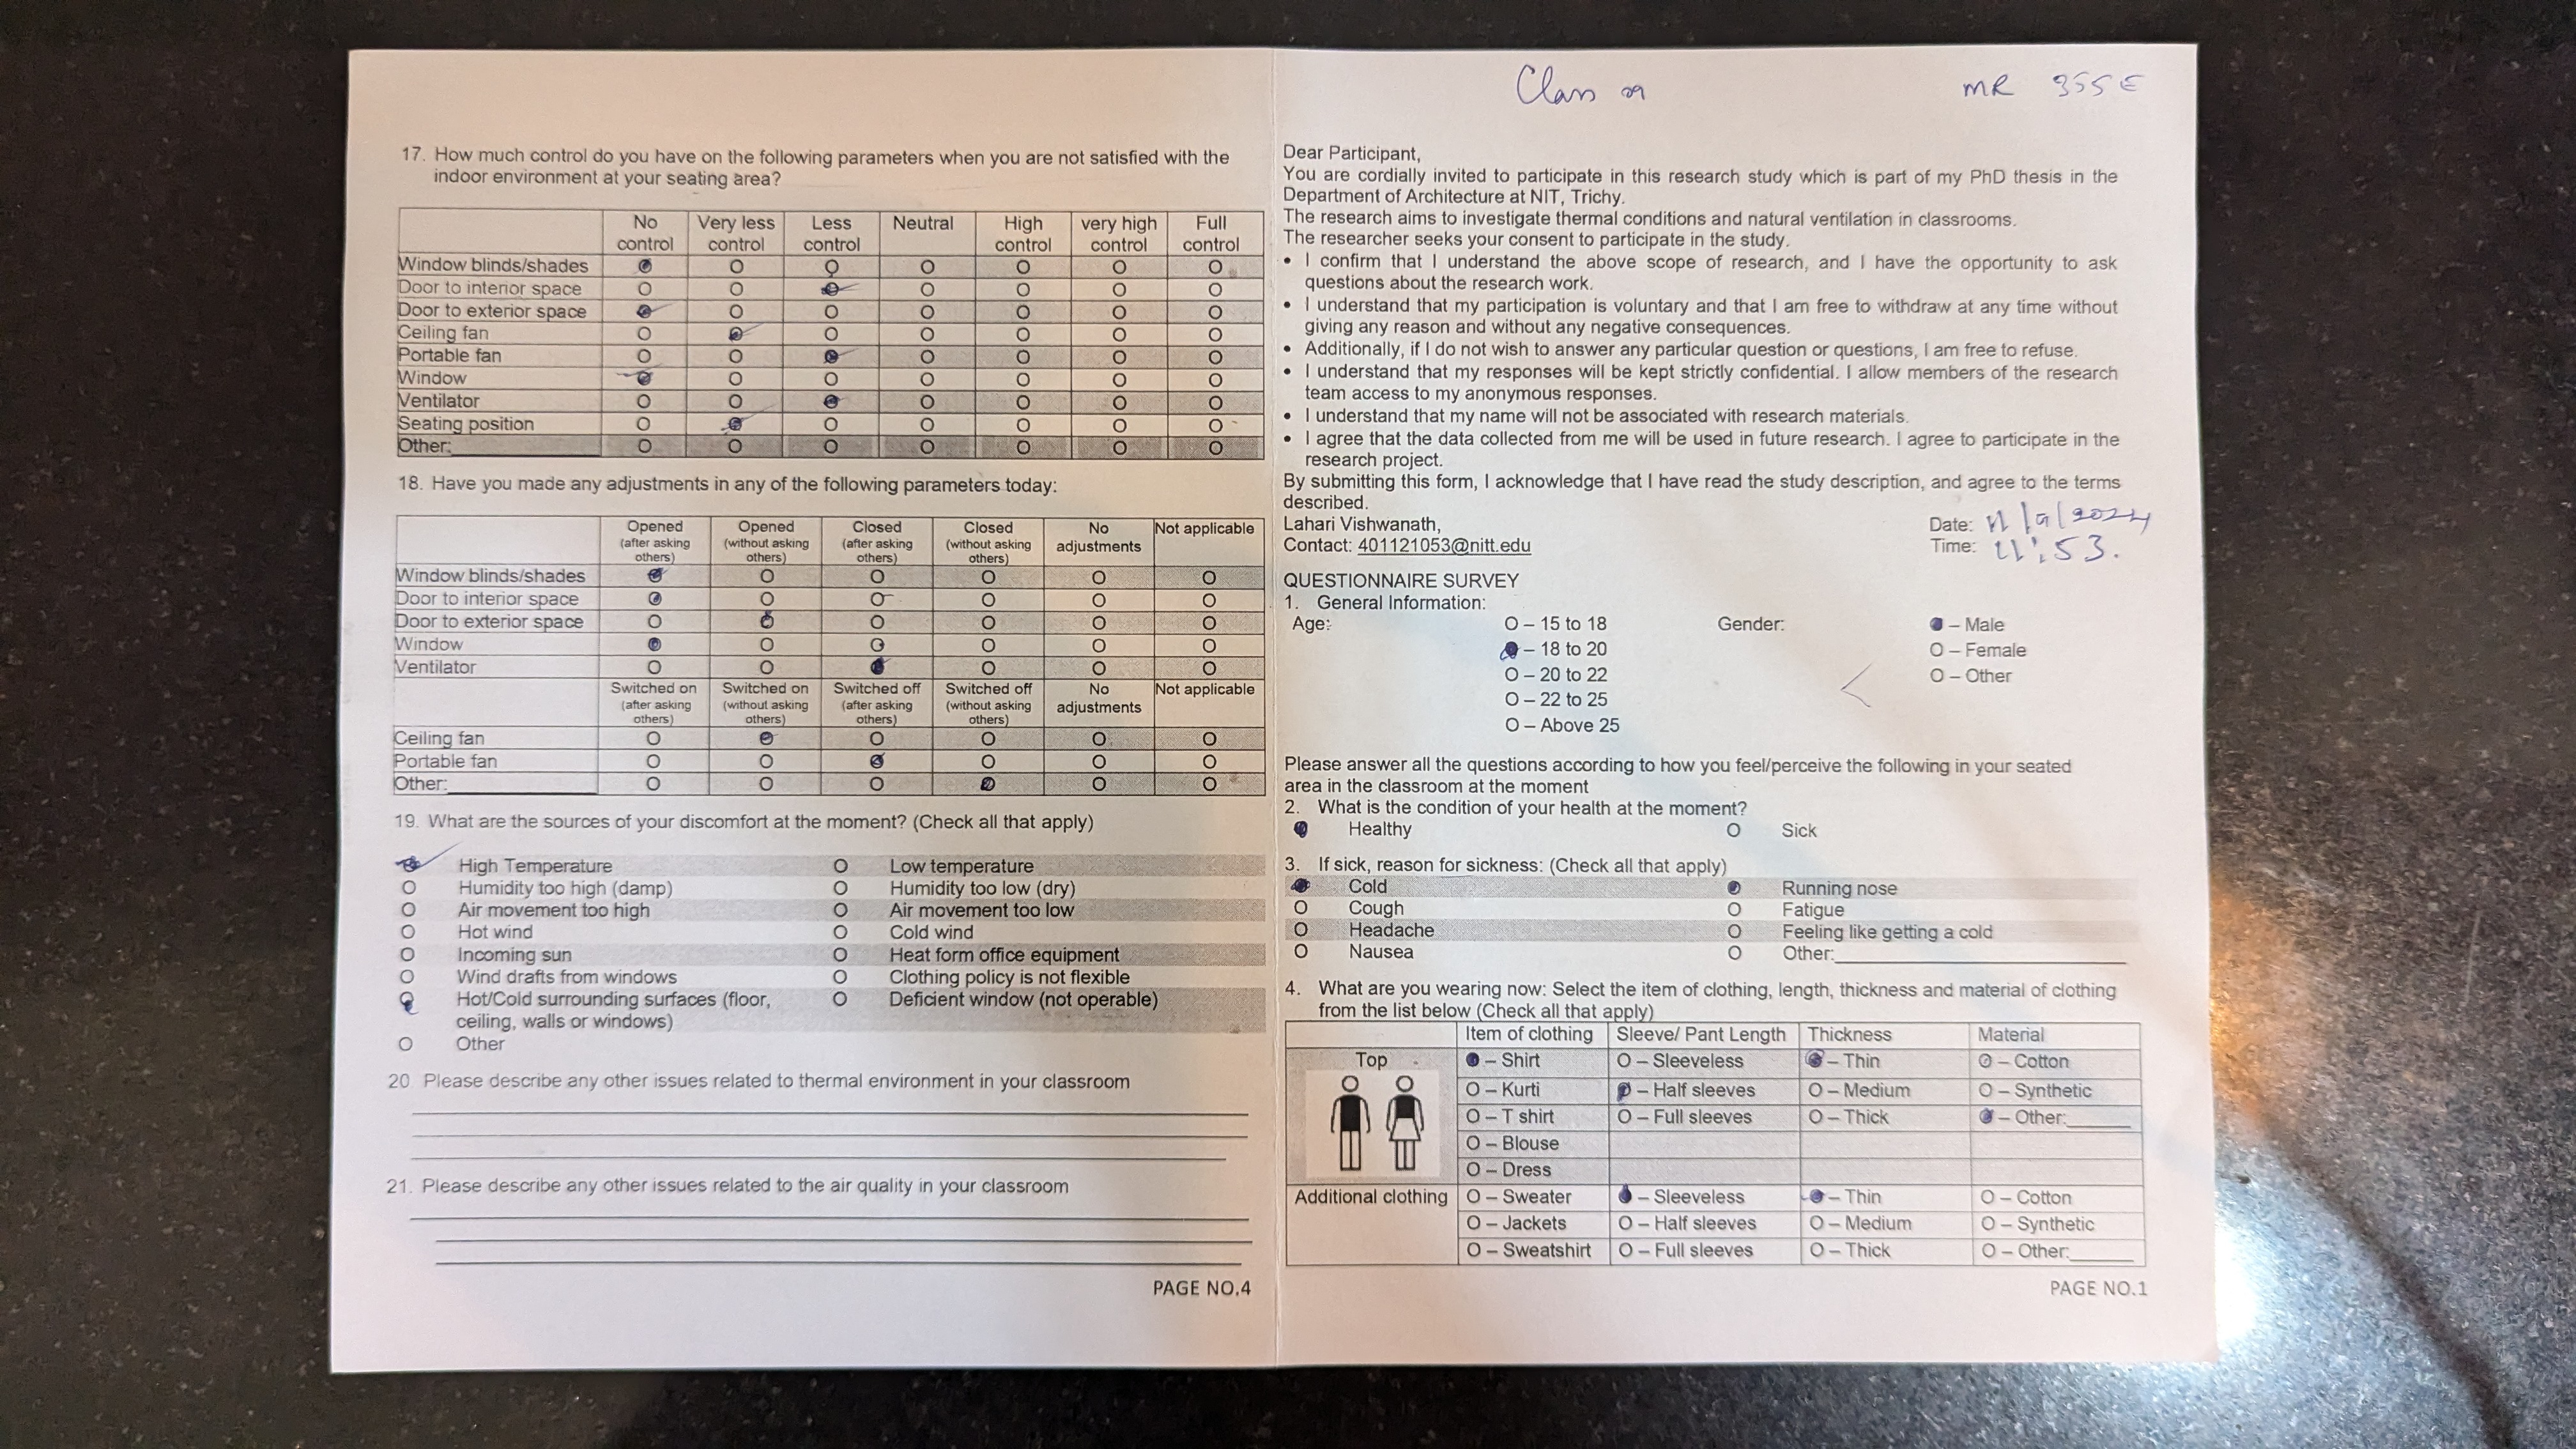 17. How much control do you have on the following parameters when you are not satisfied with the
indoor environment at your seating area?
No control Very less control Less control Neutral High control very high control Full control
Window blinds/shades O O O O O O
Door to interior space O O O O O O
Door to exterior space O O O O O O
Ceiling fan O O O O O O
Portable fan O O O O O O
Window O O O O O O
Ventilator O O O O O O
Seating position O O O O O O
Other: O O O O O O O
18. Have you made any adjustments in any of the following parameters today:
Opened (after asking others) Opened (without asking others) Closed (after asking others) Closed (without asking others) No adjustments Not applicable
Window blinds/shades O O O O O
Door to interior space O O O O O
Door to exterior space O O O O O
Window O O O O O
Ventilator O O O O O
Switched on (after asking others) Switched on (without asking others) Switched off (after asking others) Switched off (without asking others) No adjustments Not applicable
Ceiling fan O O O O O
Portable fan O O O O O
Other: O O O O O
19. What are the sources of your discomfort at the moment? (Check all that apply)
High Temperature O Low temperature
O Humidity too high (damp) O Humidity too low (dry)
O Air movement too high O Air movement too low
O Hot wind O Cold wind
O Incoming sun O Heat form office equipment
O Wind drafts from windows O Clothing policy is not flexible
Hot/Cold surrounding surfaces (floor, O Deficient window (not operable)
ceiling, walls or windows)
O Other
20. Please describe any other issues related to thermal environment in your classroom
21. Please describe any other issues related to the air quality in your classroom
PAGE NO.4
Class MR 355E
Dear Participant,
You are cordially invited to participate in this research study which is part of my PhD thesis in the
Department of Architecture at NIT, Trichy.
The research aims to investigate thermal conditions and natural ventilation in classrooms.
The researcher seeks your consent to participate in the study.
• I confirm that I understand the above scope of research, and I have the opportunity to ask
questions about the research work.
• I understand that my participation is voluntary and that I am free to withdraw at any time without
giving any reason and without any negative consequences.
• Additionally, if I do not wish to answer any particular question or questions, I am free to refuse.
• I understand that my responses will be kept strictly confidential. I allow members of the research
team access to my anonymous responses.
• I understand that my name will not be associated with research materials.
• I agree that the data collected from me will be used in future research. I agree to participate in the
research project.
By submitting this form, I acknowledge that I have read the study description, and agree to the terms
described.
Lahari Vishwanath, Date: 11/9/2024
Contact: 401121053@nitt.edu Time: 11:53.
QUESTIONNAIRE SURVEY
1. General Information:
Age: O – 15 to 18 Gender: – Male
– 18 to 20 O – Female
O – 20 to 22 O – Other
O – 22 to 25
O – Above 25
Please answer all the questions according to how you feel/perceive the following in your seated
area in the classroom at the moment
2. What is the condition of your health at the moment?
Healthy O Sick
3. If sick, reason for sickness: (Check all that apply)
Cold Running nose
O Cough O Fatigue
O Headache O Feeling like getting a cold
O Nausea O Other:
4. What are you wearing now: Select the item of clothing, length, thickness and material of clothing
from the list below (Check all that apply)
Item of clothing Sleeve/ Pant Length Thickness Material
Top – Shirt O – Sleeveless – Thin O – Cotton
O – Kurti – Half sleeves O – Medium O – Synthetic
O – T shirt O – Full sleeves O – Thick – Other:
O – Blouse
O – Dress
Additional clothing O – Sweater – Sleeveless – Thin O – Cotton
O – Jackets O – Half sleeves O – Medium O – Synthetic
O – Sweatshirt O – Full sleeves O – Thick O – Other:
PAGE NO.1